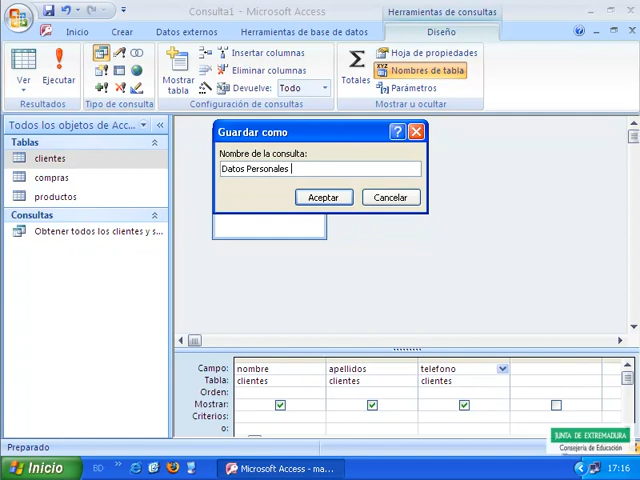 Consulta1 - Microsoft Access
Herramientas de consultas
Inicio
Crear
Datos externos
Herramientas de base de datos
Diseño
Ver
Ejecutar
Resultados
Tipo de consulta
Mostrar
tabla
Insertar columnas
Eliminar columnas
Devuelve: Todo
Configuración de consultas
Totales
Hoja de propiedades
Nombres de tabla
Parámetros
Mostrar u ocultar
Todos los objetos de Acc...
Tablas
clientes
compras
productos
Consultas
Obtener todos los clientes y s...
Guardar como
Nombre de la consulta:
Datos Personales
Aceptar
Cancelar
Campo: nombre apellidos telefono
Tabla: clientes clientes clientes
Orden:
Mostrar:
Criterios:
o:
Preparado
JUNTA DE EXTREMADURA
Consejería de Educación
Inicio
BD
Microsoft Access - ma...
17:16